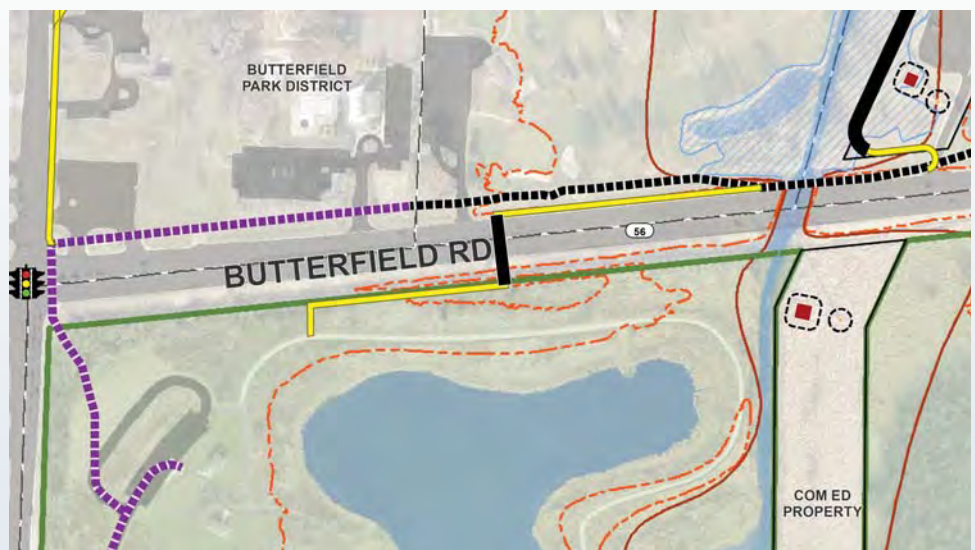 BUTTERFIELD
PARK DISTRICT
56
BUTTERFIELD RD
COM ED
PROPERTY